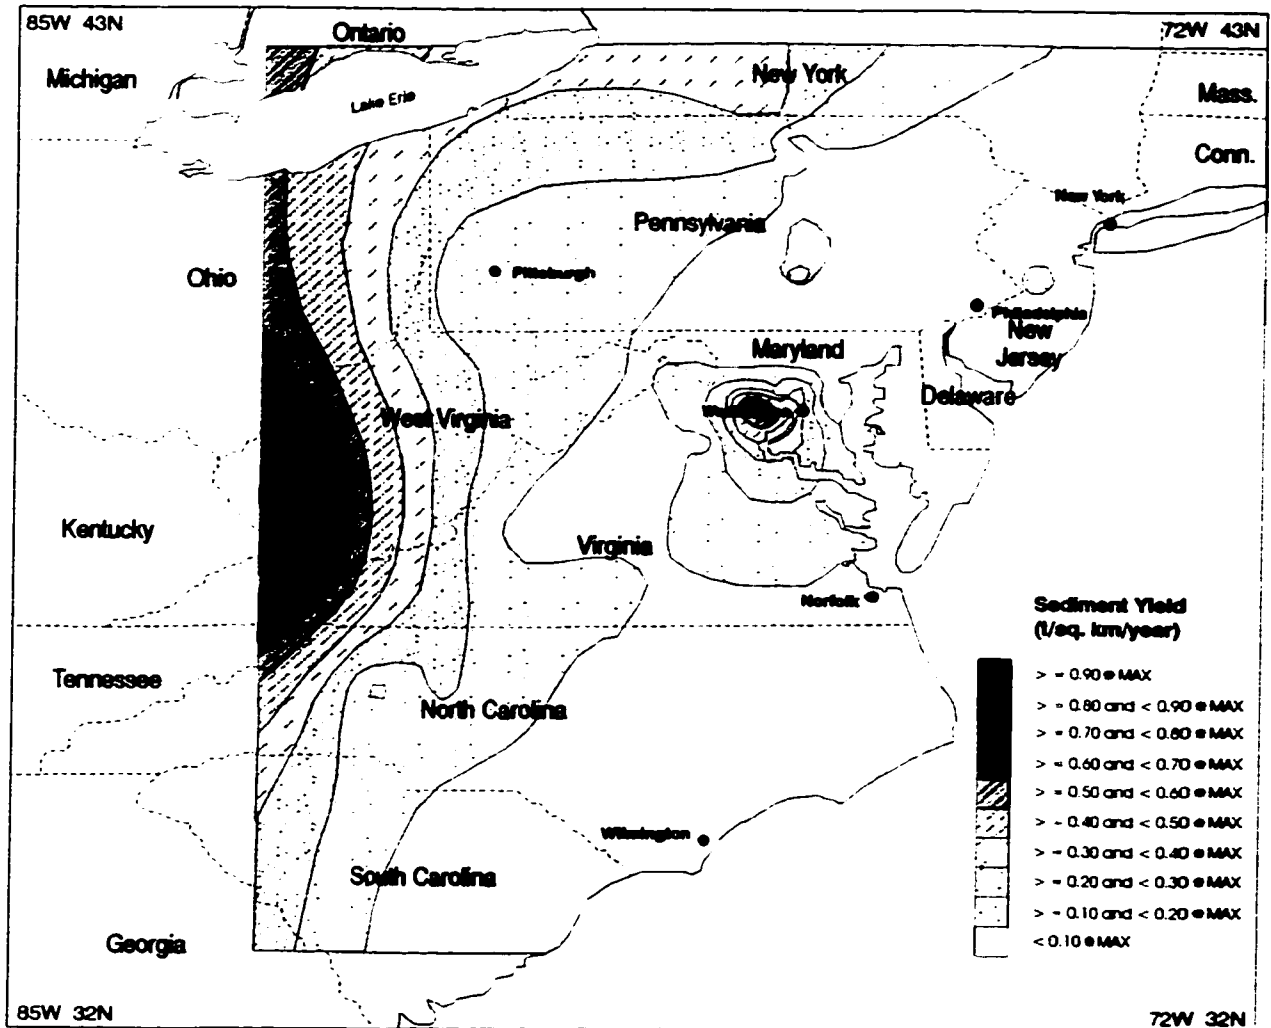 85W 43N
Ontario
72W 43N
Michigan
New York
Lake Erie
Mass.
Conn.
New York
Pennsylvania
Ohio
Pittsburgh
Philadelphia
New
Jersey
Maryland
Delaware
West Virginia
Kentucky
Virginia
Norfolk
Sediment Yield
(t/sq. km/year)
> = 0.90 * MAX
> = 0.80 and < 0.90 * MAX
> = 0.70 and < 0.80 * MAX
> = 0.60 and < 0.70 * MAX
> = 0.50 and < 0.60 * MAX
> = 0.40 and < 0.50 * MAX
> = 0.30 and < 0.40 * MAX
> = 0.20 and < 0.30 * MAX
> = 0.10 and < 0.20 * MAX
< 0.10 * MAX
Tennessee
North Carolina
Wilmington
South Carolina
Georgia
85W 32N
72W 32N